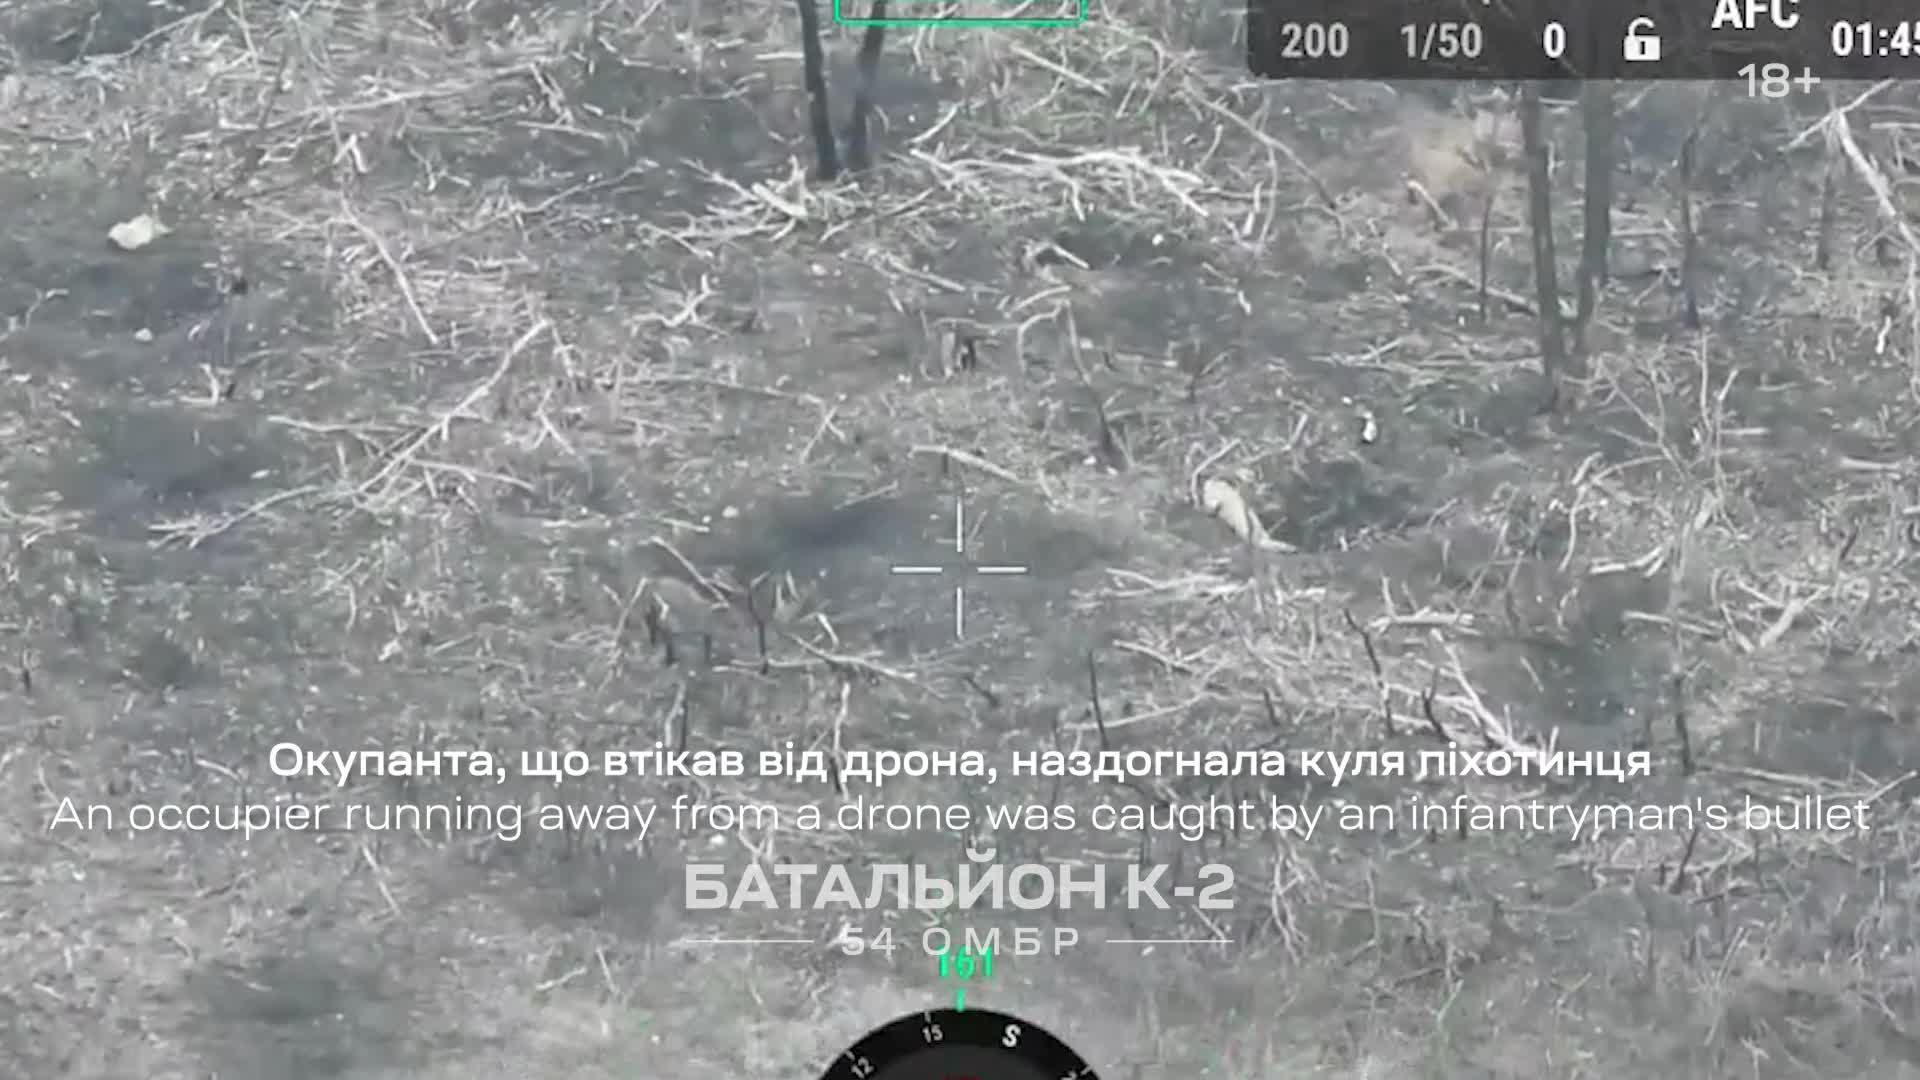 AFC
200 1/50 0 01:45
18+
Окупанта, що втікав від дрона, наздогнала куля піхотинця
An occupier running away from a drone was caught by an infantryman's bullet
БАТАЛЬЙОН К-2
54 ОМБР
161
12 15 S